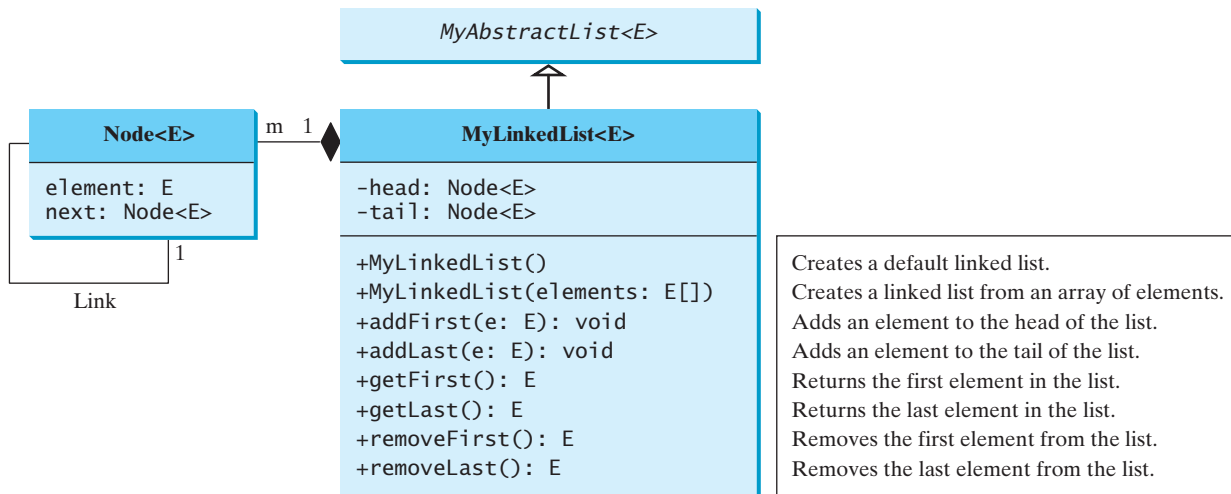 MyAbstractList<E>
Node<E>
m 1
MyLinkedList<E>
element: E
next: Node<E>
1
Link
-head: Node<E>
-tail: Node<E>
+MyLinkedList()
Creates a default linked list.
+MyLinkedList(elements: E[])
Creates a linked list from an array of elements.
+addFirst(e: E): void
Adds an element to the head of the list.
+addLast(e: E): void
Adds an element to the tail of the list.
+getFirst(): E
Returns the first element in the list.
+getLast(): E
Returns the last element in the list.
+removeFirst(): E
Removes the first element from the list.
+removeLast(): E
Removes the last element from the list.